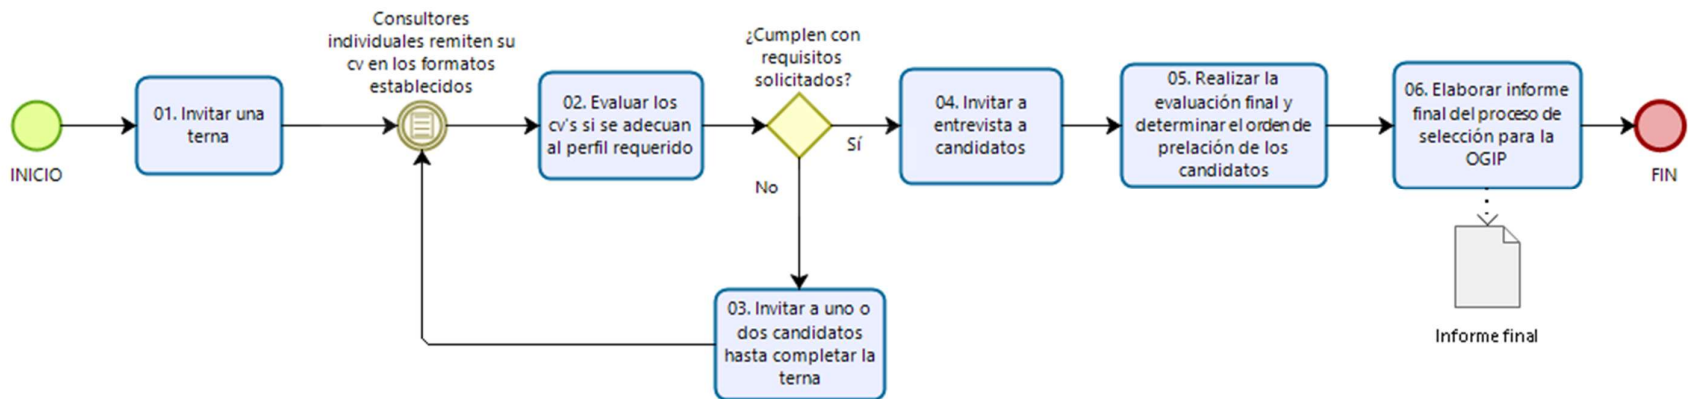 INICIO
01. Invitar una
terna
Consultores
individuales remiten su
cv en los formatos
establecidos
02. Evaluar los
cv's si se adecuan
al perfil requerido
¿Cumplen con
requisitos
solicitados?
Sí
No
03. Invitar a uno o
dos candidatos
hasta completar la
terna
04. Invitar a
entrevista a
candidatos
05. Realizar la
evaluación final y
determinar el orden de
prelación de los
candidatos
06. Elaborar informe
final del proceso de
selección para la
OGIP
Informe final
FIN